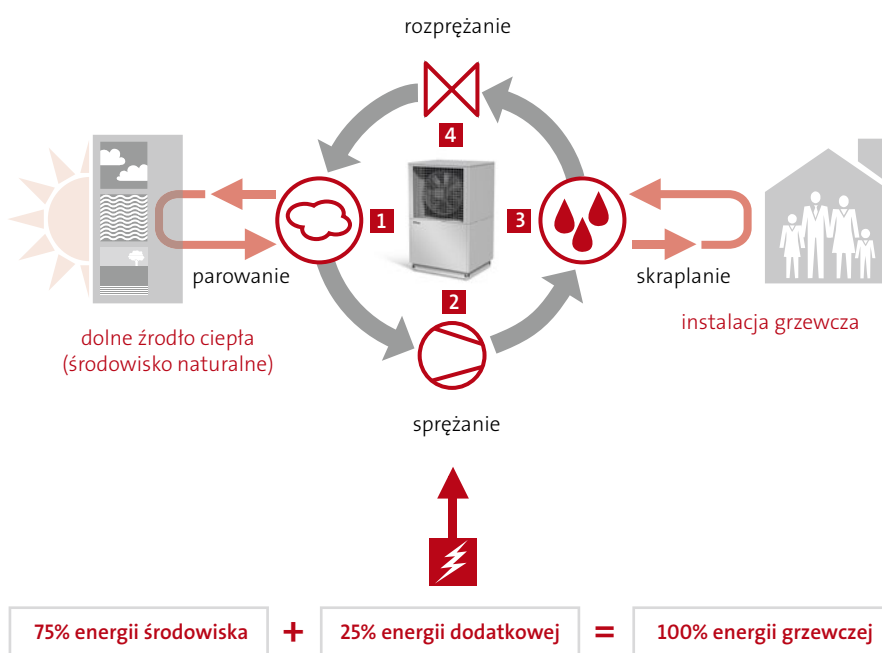 rozprężanie
4
1
3
parowanie
skraplanie
2
dolne źródło ciepła
(środowisko naturalne)
instalacja grzewcza
sprężanie
75% energii środowiska + 25% energii dodatkowej = 100% energii grzewczej